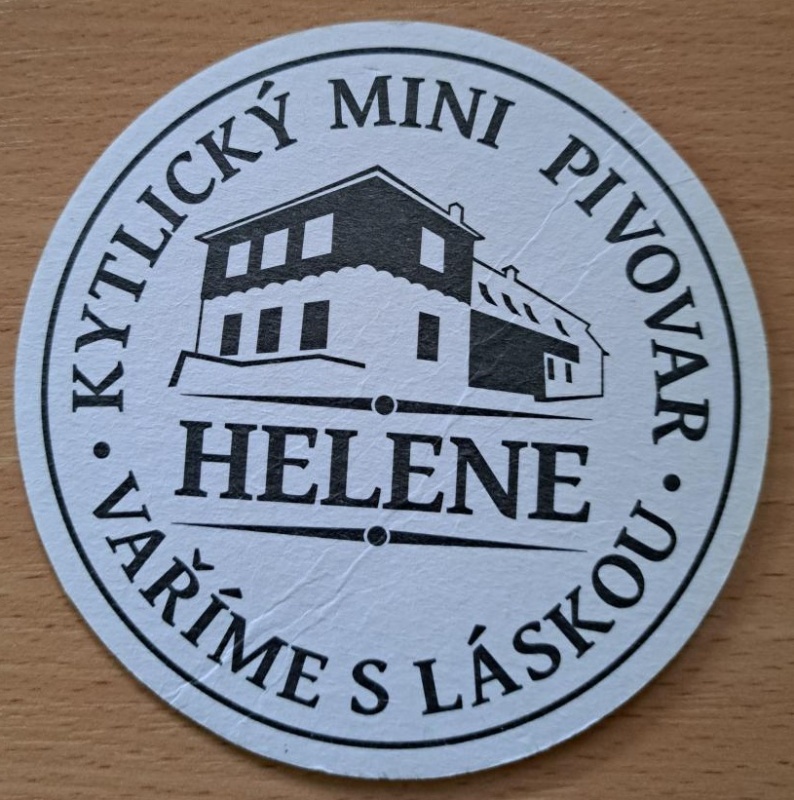 KYTLICKÝ MINI PIVOVAR
HELENE
VAŘÍME S LÁSKOU